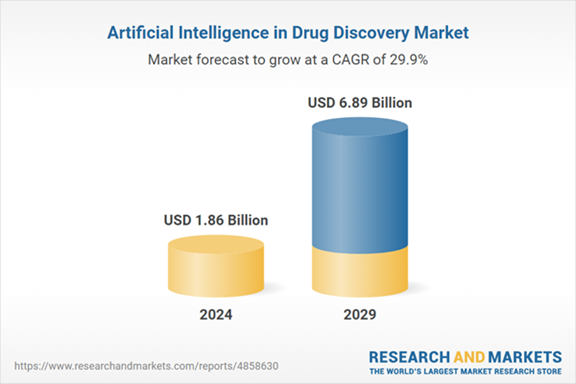 Artificial Intelligence in Drug Discovery Market
Market forecast to grow at a CAGR of 29.9%
USD 6.89 Billion
USD 1.86 Billion
2024
2029
https://www.researchandmarkets.com/reports/4858630
RESEARCH AND MARKETS
THE WORLD'S LARGEST MARKET RESEARCH STORE